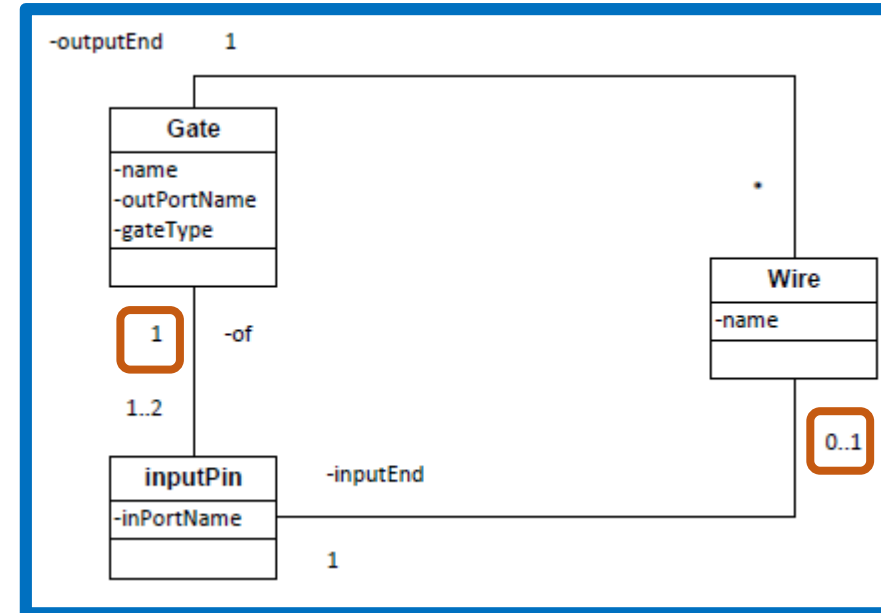 -outputEnd 1
Gate
-name
-outPortName
-gateType
*
Wire
-name
1 -of
1..2
0..1
inputPin
-inPortName
-inputEnd
1